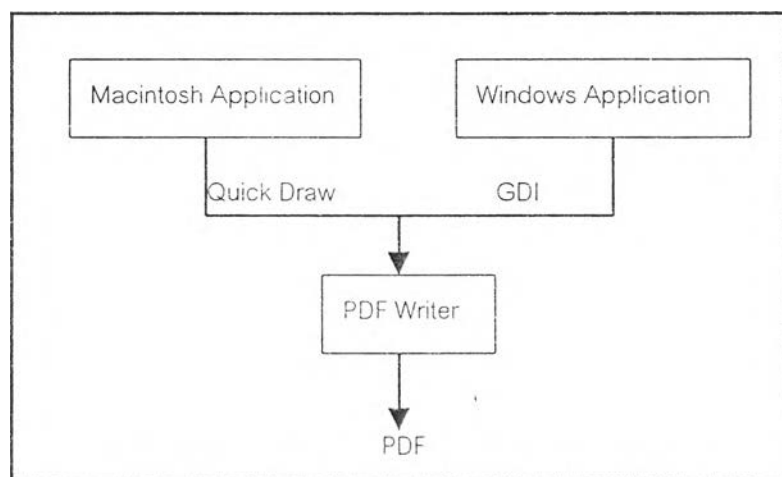 Macintosh Application
Windows Application
Quick Draw
GDI
PDF Writer
PDF